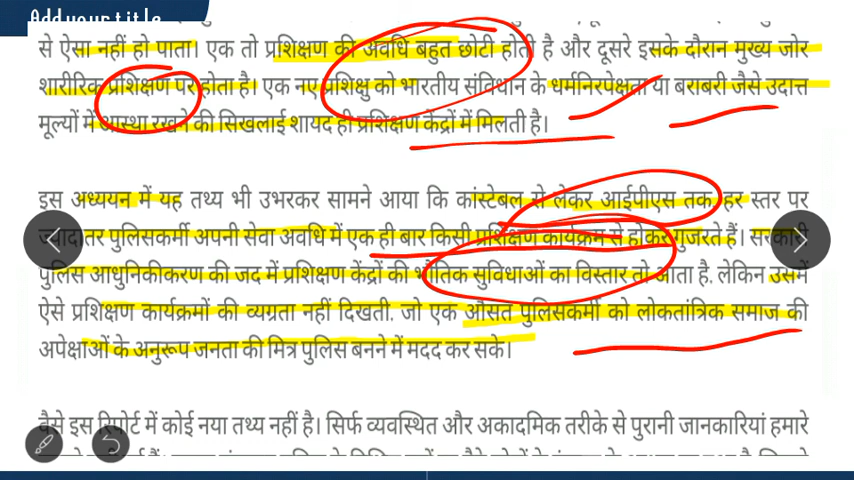 Add your title
से ऐसा नहीं हो पाता। एक तो प्रशिक्षण की अवधि बहुत छोटी होती है और दूसरे इसके दौरान मुख्य जोर
शारीरिक प्रशिक्षण पर होता है। एक नए प्रशिक्षु को भारतीय संविधान के धर्मनिरपेक्षता या बराबरी जैसे उदात्त
मूल्यों में आस्था रखने की सिखलाई शायद ही प्रशिक्षण केंद्रों में मिलती है।
इस अध्ययन में यह तथ्य भी उभरकर सामने आया कि कांस्टेबल से लेकर आईपीएस तक हर स्तर पर
ज्यादातर पुलिसकर्मी अपनी सेवा अवधि में एक ही बार किसी प्रशिक्षण कार्यक्रम से होकर गुजरते हैं। सरकारी
पुलिस आधुनिकीकरण की जद में प्रशिक्षण केंद्रों की भौतिक सुविधाओं का विस्तार तो आता है, लेकिन उसमें
ऐसे प्रशिक्षण कार्यक्रमों की व्यग्रता नहीं दिखती, जो एक औसत पुलिसकर्मी को लोकतांत्रिक समाज की
अपेक्षाओं के अनुरूप जनता की मित्र पुलिस बनने में मदद कर सके।
वैसे इस रिपोर्ट में कोई नया तथ्य नहीं है। सिर्फ व्यवस्थित और अकादमिक तरीके से पुरानी जानकारियां हमारे